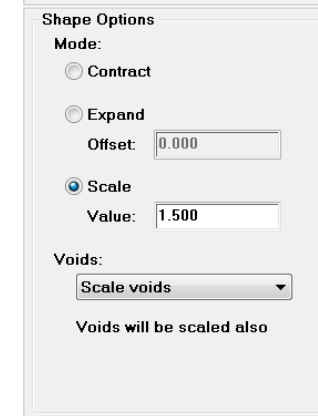 Shape Options
Mode:
Contract
Expand
Offset: 0.000
Scale
Value: 1.500
Voids:
Scale voids
Voids will be scaled also